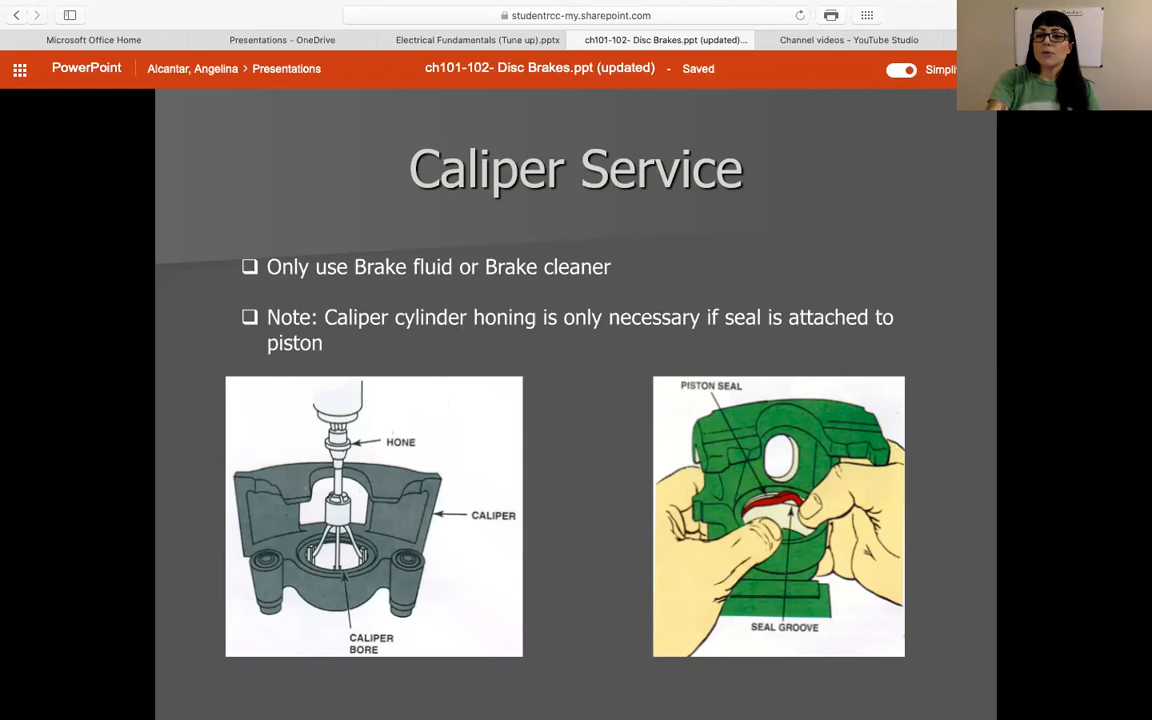 studentrcc-my.sharepoint.com
Microsoft Office Home
Presentations - OneDrive
Electrical Fundamentals (Tune up).pptx
ch101-102- Disc Brakes.ppt (updated)...
Channel videos - YouTube Studio
PowerPoint
Alcantar, Angelina > Presentations
ch101-102- Disc Brakes.ppt (updated) - Saved
Simpli
Caliper Service
Only use Brake fluid or Brake cleaner
Note: Caliper cylinder honing is only necessary if seal is attached to
piston
HONE
CALIPER
CALIPER
BORE
PISTON SEAL
SEAL GROOVE